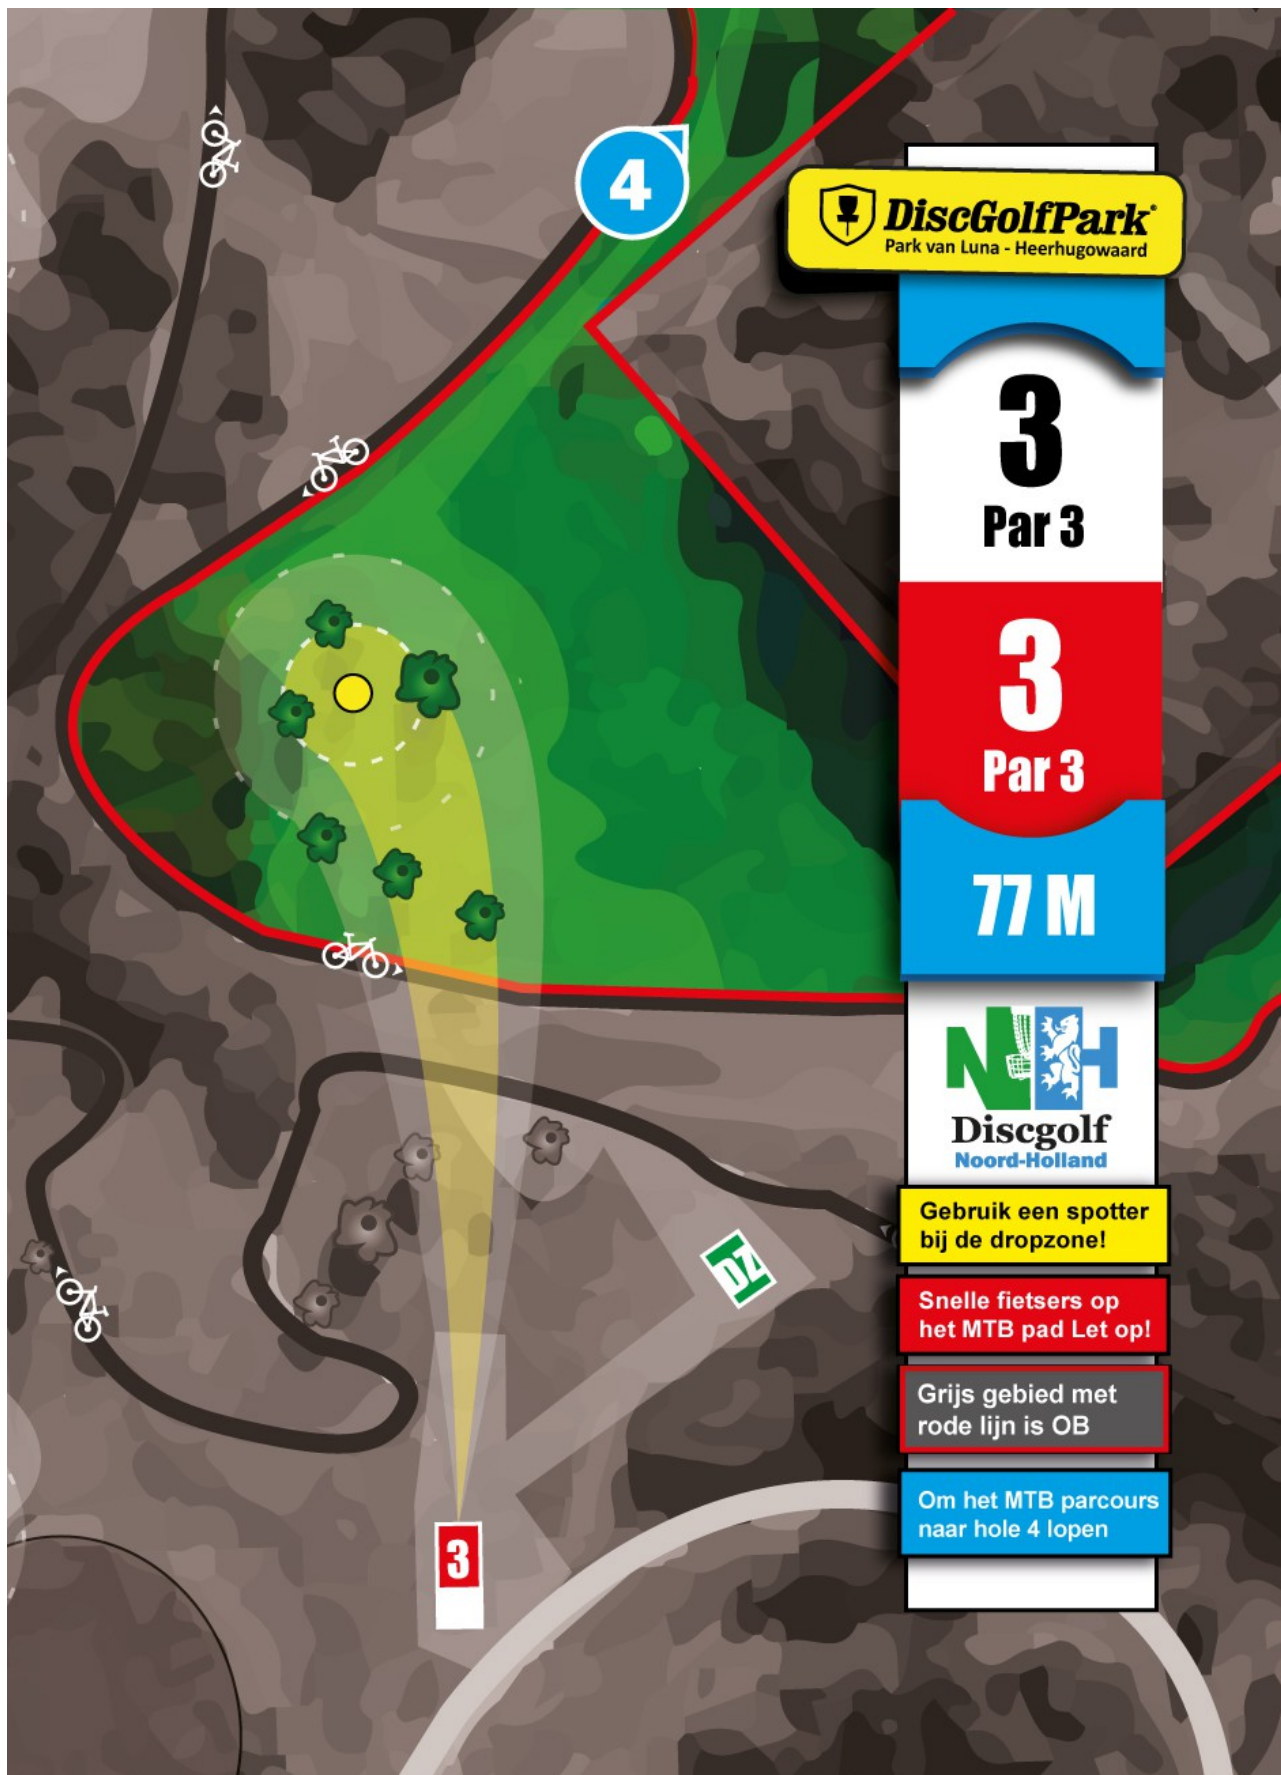 4
DiscGolfPark®
Park van Luna - Heerhugowaard
3
Par 3
3
Par 3
77 M
NH
Discgolf
Noord-Holland
Gebruik een spotter
bij de dropzone!
Snelle fietsers op
het MTB pad Let op!
Grijs gebied met
rode lijn is OB
Om het MTB parcours
naar hole 4 lopen
DZ
3